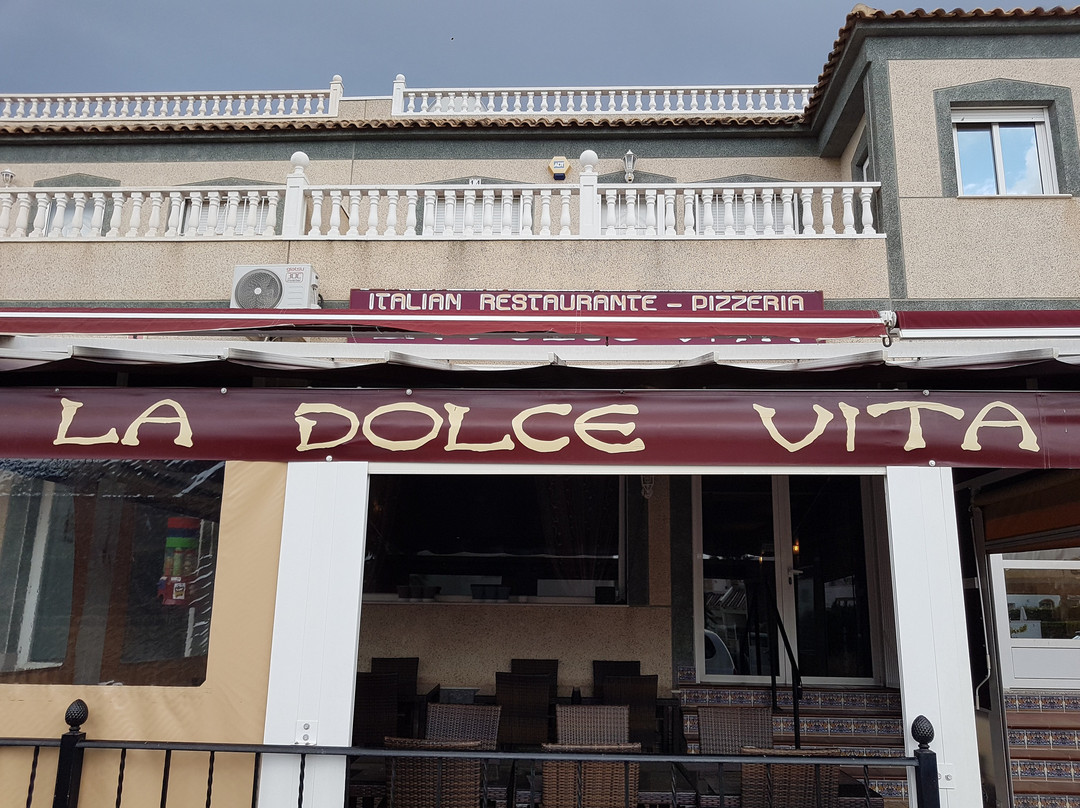 ITALIAN RESTAURANTE - PIZZERIA
LA DOLCE VITA